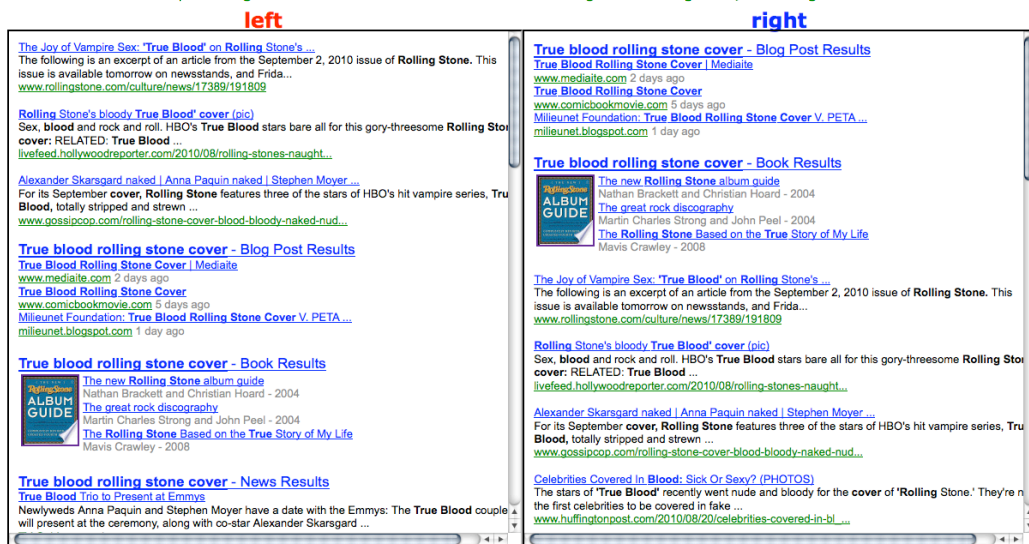 left
The Joy of Vampire Sex: 'True Blood' on Rolling Stone's ...
The following is an excerpt of an article from the September 2, 2010 issue of Rolling Stone. This
issue is available tomorrow on newsstands, and Frida...
www.rollingstone.com/culture/news/17389/191809
Rolling Stone's bloody True Blood' cover (pic)
Sex, blood and rock and roll. HBO's True Blood stars bare all for this gory-threesome Rolling Ston
cover: RELATED: True Blood ...
livefeed.hollywoodreporter.com/2010/08/rolling-stones-naught...
Alexander Skarsgard naked | Anna Paquin naked | Stephen Moyer ...
For its September cover, Rolling Stone features three of the stars of HBO's hit vampire series, Tru
Blood, totally stripped and strewn ...
www.gossipcop.com/rolling-stone-cover-blood-bloody-naked-nud...
True blood rolling stone cover - Blog Post Results
True Blood Rolling Stone Cover | Mediaite
www.mediaite.com 2 days ago
True Blood Rolling Stone Cover
www.comicbookmovie.com 5 days ago
Milieunet Foundation: True Blood Rolling Stone Cover V. PETA ...
milieunet.blogspot.com 1 day ago
True blood rolling stone cover - Book Results
RollingStone
ALBUM
GUIDE
The new Rolling Stone album guide
Nathan Brackett and Christian Hoard - 2004
The great rock discography
Martin Charles Strong and John Peel - 2004
The Rolling Stone Based on the True Story of My Life
Mavis Crawley - 2008
True blood rolling stone cover - News Results
True Blood Trio to Present at Emmys
Newlyweds Anna Paquin and Stephen Moyer have a date with the Emmys: The True Blood couple
will present at the ceremony, along with co-star Alexander Skarsgard ...
right
True blood rolling stone cover - Blog Post Results
True Blood Rolling Stone Cover | Mediaite
www.mediaite.com 2 days ago
True Blood Rolling Stone Cover
www.comicbookmovie.com 5 days ago
Milieunet Foundation: True Blood Rolling Stone Cover V. PETA ...
milieunet.blogspot.com 1 day ago
True blood rolling stone cover - Book Results
RollingStone
ALBUM
GUIDE
The new Rolling Stone album guide
Nathan Brackett and Christian Hoard - 2004
The great rock discography
Martin Charles Strong and John Peel - 2004
The Rolling Stone Based on the True Story of My Life
Mavis Crawley - 2008
The Joy of Vampire Sex: 'True Blood' on Rolling Stone's ...
The following is an excerpt of an article from the September 2, 2010 issue of Rolling Stone. This
issue is available tomorrow on newsstands, and Frida...
www.rollingstone.com/culture/news/17389/191809
Rolling Stone's bloody True Blood' cover (pic)
Sex, blood and rock and roll. HBO's True Blood stars bare all for this gory-threesome Rolling Ston
cover: RELATED: True Blood ...
livefeed.hollywoodreporter.com/2010/08/rolling-stones-naught...
Alexander Skarsgard naked | Anna Paquin naked | Stephen Moyer ...
For its September cover, Rolling Stone features three of the stars of HBO's hit vampire series, Tru
Blood, totally stripped and strewn ...
www.gossipcop.com/rolling-stone-cover-blood-bloody-naked-nud...
Celebrities Covered In Blood: Sick Or Sexy? (PHOTOS)
The stars of 'True Blood' recently went nude and bloody for the cover of 'Rolling Stone.' They're n
the first celebrities to be covered in fake ...
www.huffingtonpost.com/2010/08/20/celebrities-covered-in-bl_...